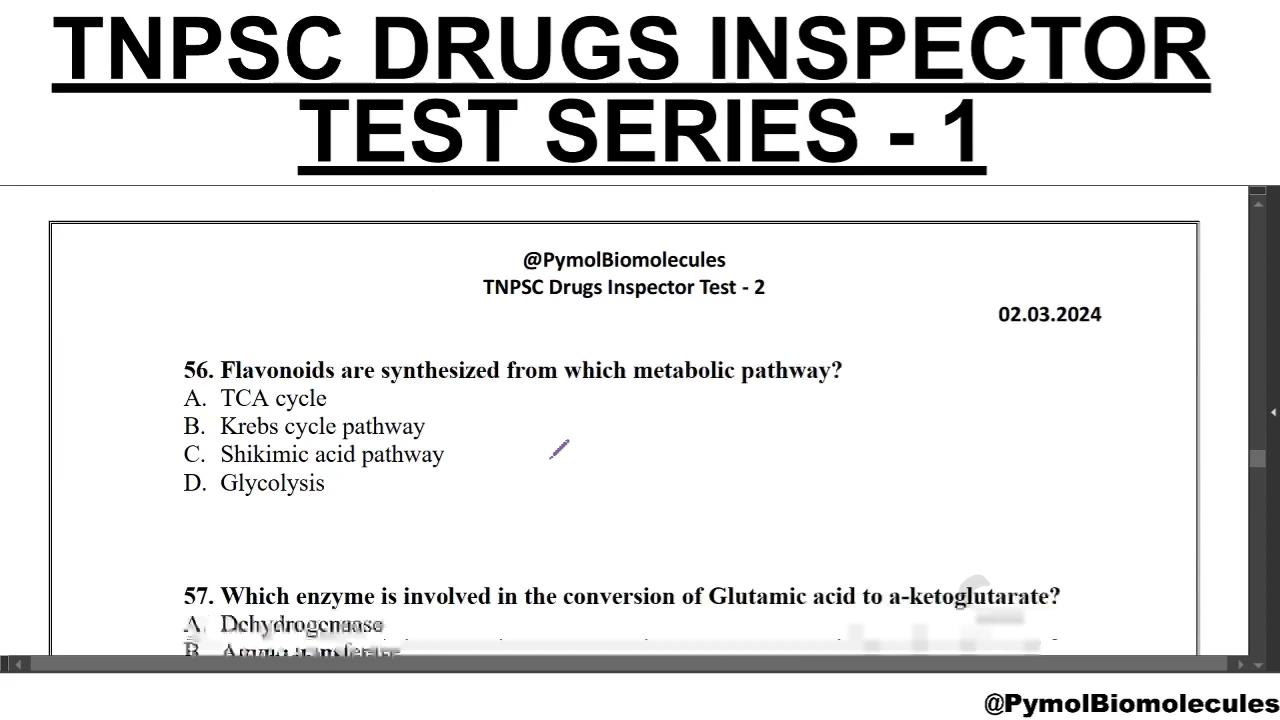 TNPSC DRUGS INSPECTOR
TEST SERIES - 1
@PymolBiomolecules
TNPSC Drugs Inspector Test - 2
02.03.2024
56. Flavonoids are synthesized from which metabolic pathway?
A. TCA cycle
B. Krebs cycle pathway
C. Shikimic acid pathway
D. Glycolysis
57. Which enzyme is involved in the conversion of Glutamic acid to a-ketoglutarate?
A. Dehydrogenase
B.
@PymolBiomolecules